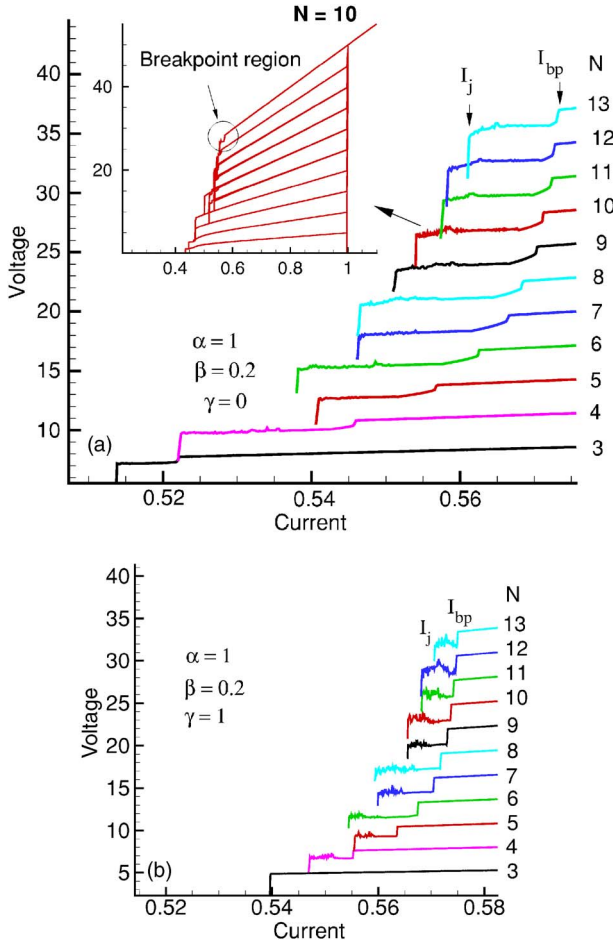 N = 10
Breakpoint region
40
20
0.4 0.6 0.8 1
I_j
I_bp
N
13
12
11
10
9
8
7
6
5
4
3
40
35
30
25
20
15
10
Voltage
α = 1
β = 0.2
γ = 0
(a)
0.52 0.54 0.56
Current
I_j
I_bp
N
13
12
11
10
9
8
7
6
5
4
3
40
35
30
25
20
15
10
5
Voltage
α = 1
β = 0.2
γ = 1
(b)
0.52 0.54 0.56 0.58
Current